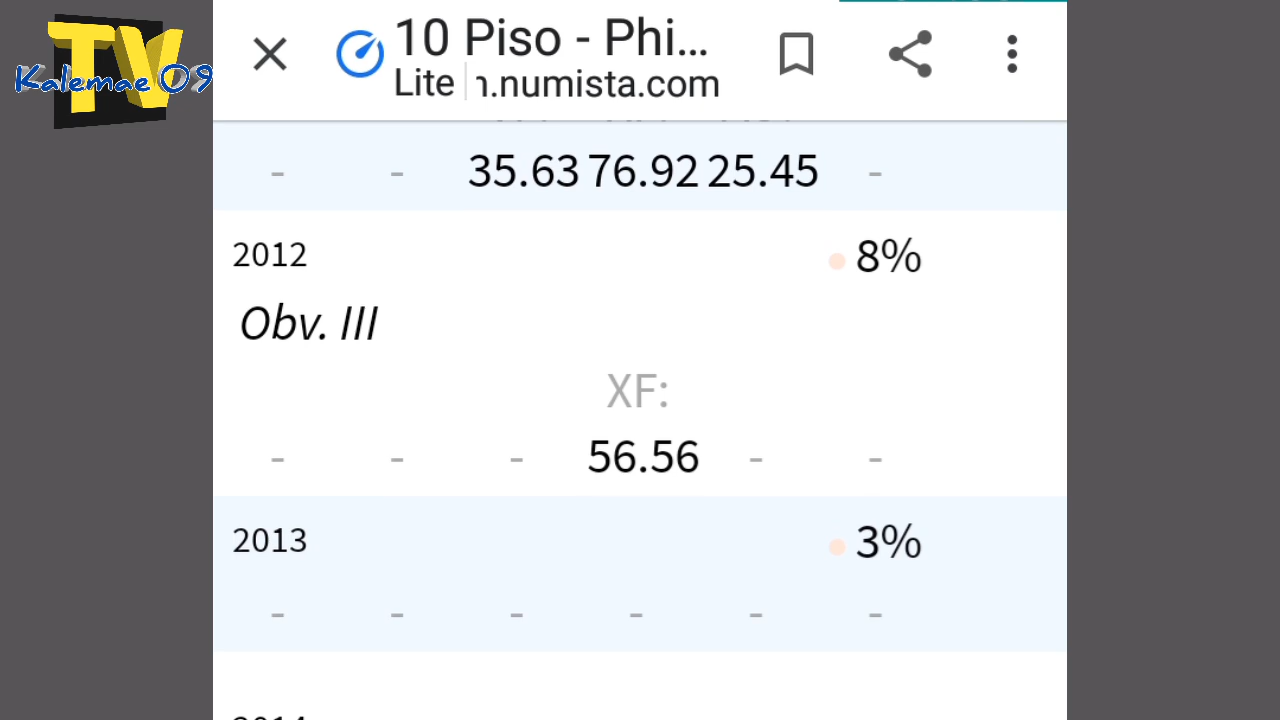 TV
Kalemae 09
10 Piso - Phi...
Lite
n.numista.com
- - 35.63 76.92 25.45 -
2012 8%
Obv. III
XF:
- - - 56.56 - -
2013 3%
- - - - - -
2014